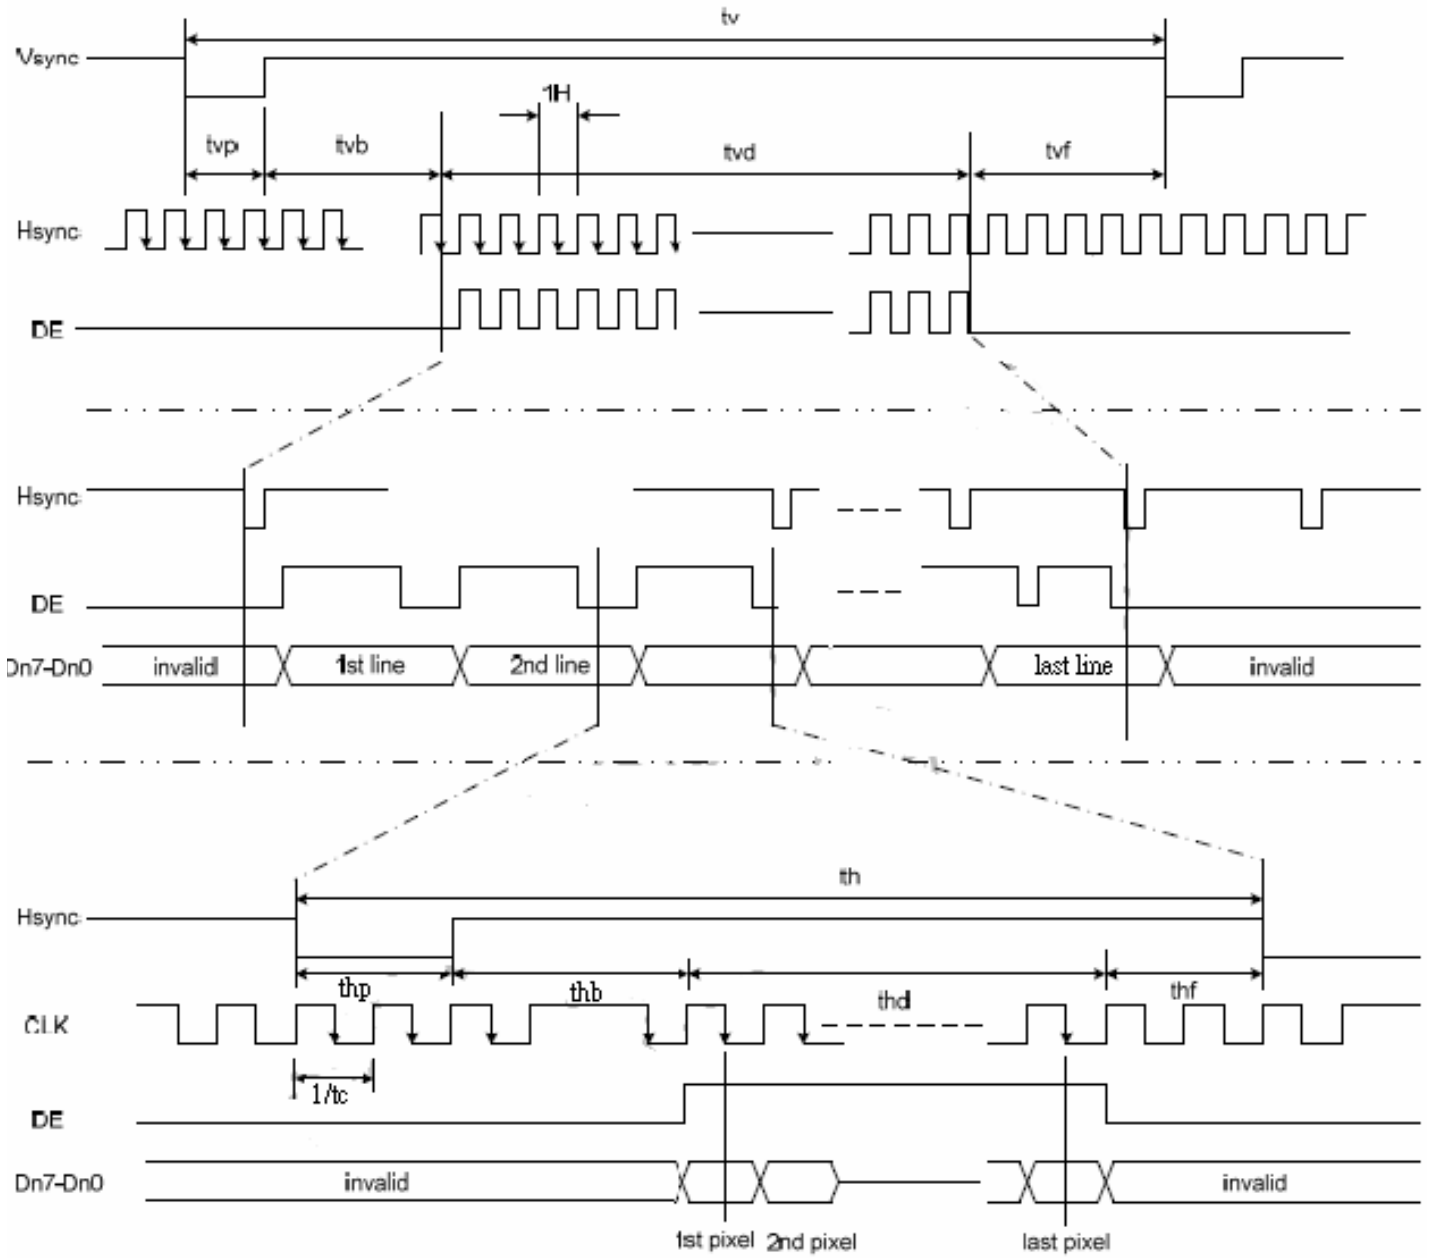 tv
Vsync
1H
tvp
tvb
tvd
tvf
Hsync
DE
Hsync
DE
Dn7-Dn0
invalid
1st line
2nd line
last line
invalid
th
Hsync
thp
thb
thd
thf
CLK
1/tc
DE
Dn7-Dn0
invalid
invalid
1st pixel
2nd pixel
last pixel